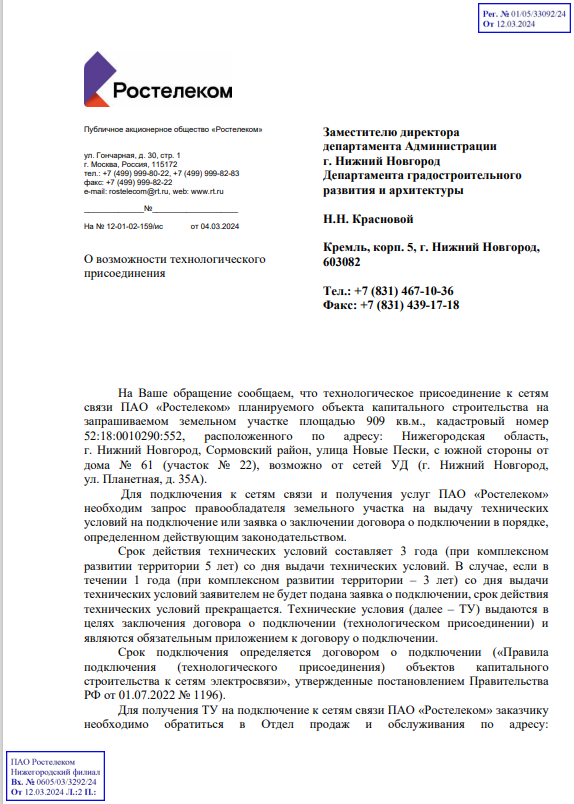 Рег. № 01/05/33092/24
От 12.03.2024
Ростелеком
Публичное акционерное общество «Ростелеком»
ул. Гончарная, д. 30, стр. 1
г. Москва, Россия, 115172
тел.: +7 (499) 999-80-22, +7 (499) 999-82-83
факс: +7 (499) 999-82-22
e-mail: rostelecom@rt.ru, web: www.rt.ru
______________№____________________
На № 12-01-02-159/ис от 04.03.2024
О возможности технологического
присоединения
Заместителю директора
департамента Администрации
г. Нижний Новгород
Департамента градостроительного
развития и архитектуры
Н.Н. Красновой
Кремль, корп. 5, г. Нижний Новгород,
603082
Тел.: +7 (831) 467-10-36
Факс: +7 (831) 439-17-18
На Ваше обращение сообщаем, что технологическое присоединение к сетям
связи ПАО «Ростелеком» планируемого объекта капитального строительства на
запрашиваемом земельном участке площадью 909 кв.м., кадастровый номер
52:18:0010290:552, расположенного по адресу: Нижегородская область,
г. Нижний Новгород, Сормовский район, улица Новые Пески, с южной стороны от
дома № 61 (участок № 22), возможно от сетей УД (г. Нижний Новгород,
ул. Планетная, д. 35А).
Для подключения к сетям связи и получения услуг ПАО «Ростелеком»
необходим запрос правообладателя земельного участка на выдачу технических
условий на подключение или заявка о заключении договора о подключении в порядке,
определенном действующим законодательством.
Срок действия технических условий составляет 3 года (при комплексном
развитии территории 5 лет) со дня выдачи технических условий. В случае, если в
течении 1 года (при комплексном развитии территории – 3 лет) со дня выдачи
технических условий заявителем не будет подана заявка о подключении, срок действия
технических условий прекращается. Технические условия (далее – ТУ) выдаются в
целях заключения договора о подключении (технологическом присоединении) и
являются обязательным приложением к договору о подключении.
Срок подключения определяется договором о подключении («Правила
подключения (технологического присоединения) объектов капитального
строительства к сетям электросвязи», утвержденные постановлением Правительства
РФ от 01.07.2022 № 1196).
Для получения ТУ на подключение к сетям связи ПАО «Ростелеком» заказчику
необходимо обратиться в Отдел продаж и обслуживания по адресу:
ПАО Ростелеком
Нижегородский филиал
Вх. № 0605/03/3292/24
От 12.03.2024 Л.:2 П.: